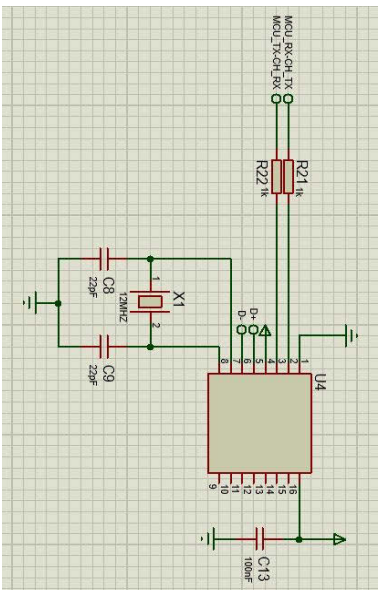 MCU_RX-CH_TX
MCU_TX-CH_RX
R21
1k
R22
1k
C8
22pF
X1
12MHZ
1
2
C9
22pF
D+
D-
U4
1
2
3
4
5
6
7
8
16
15
14
13
12
11
10
9
C13
100nF